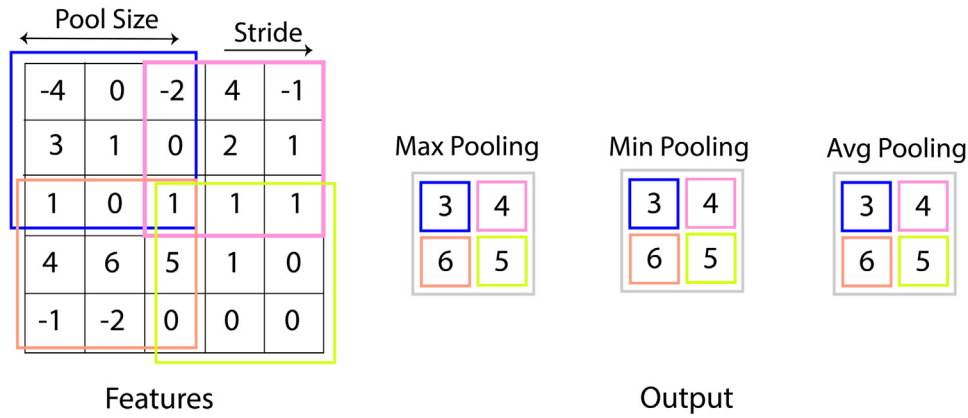 Pool Size
Stride
-4 0 -2 4 -1
3 1 0 2 1
1 0 1 1 1
4 6 5 1 0
-1 -2 0 0 0
Features
Max Pooling
3 4
6 5
Min Pooling
3 4
6 5
Avg Pooling
3 4
6 5
Output